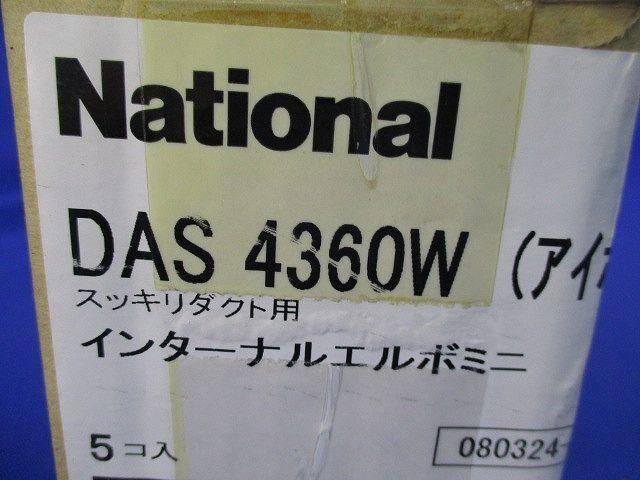 National
DAS 4360W (アイ
スッキリダクト用
インターナルエルボミニ
5コ入
080324-